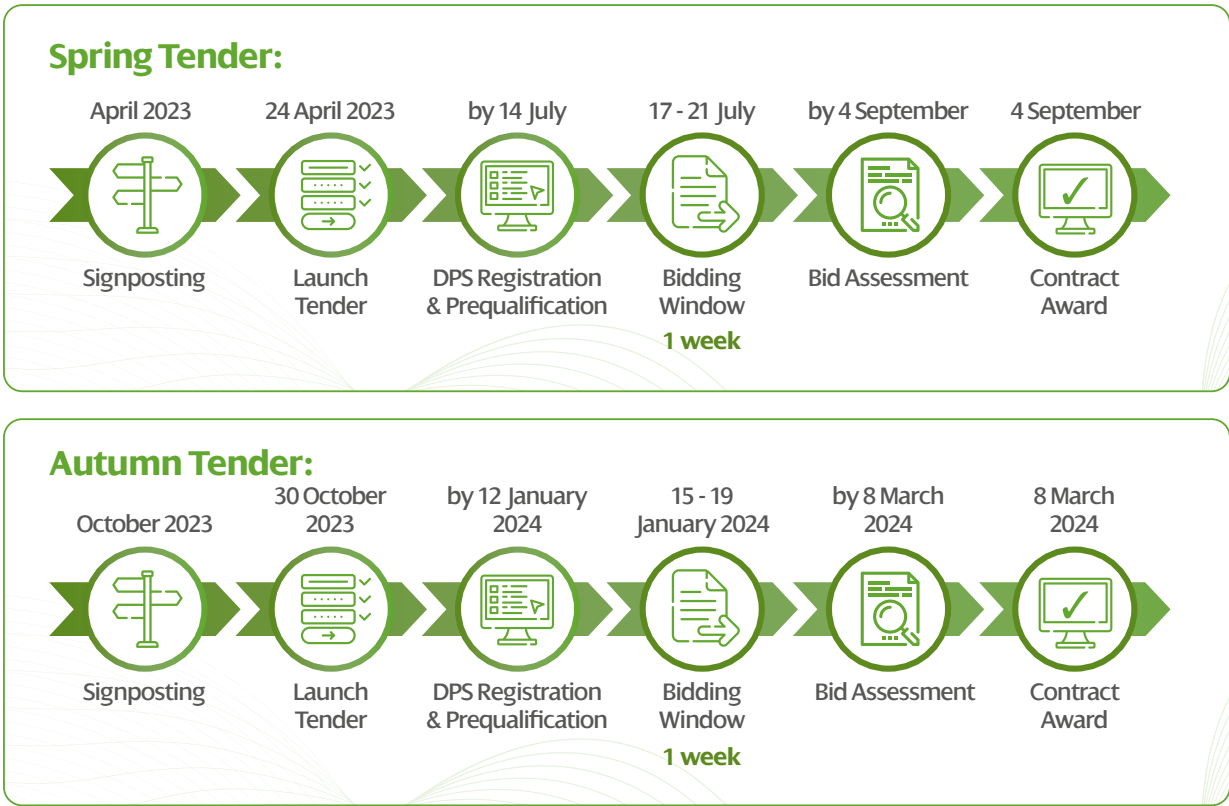 Spring Tender:
April 2023
24 April 2023
by 14 July
17 - 21 July
by 4 September
4 September
Signposting
Launch
Tender
DPS Registration
& Prequalification
Bidding
Window
1 week
Bid Assessment
Contract
Award
Autumn Tender:
October 2023
30 October
2023
by 12 January
2024
15 - 19
January 2024
by 8 March
2024
8 March
2024
Signposting
Launch
Tender
DPS Registration
& Prequalification
Bidding
Window
1 week
Bid Assessment
Contract
Award